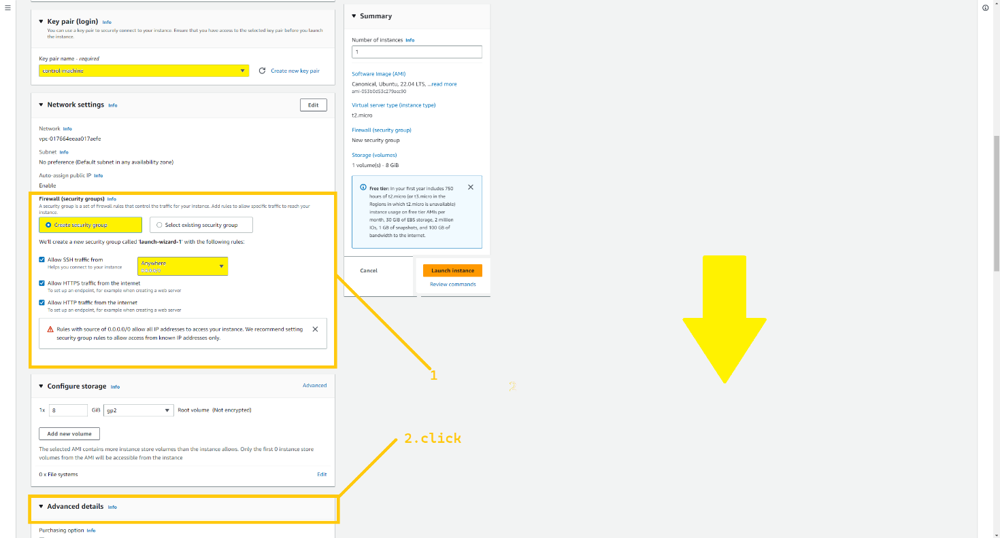 Key pair (login) Info
You can use a key pair to securely connect to your instance. Ensure that you have access to the selected key pair before you launch
the instance.
Key pair name - required
control-machine
Create new key pair
Network settings Info
Edit
Network Info
vpc-017664eeaa017aefe
Subnet Info
No preference (Default subnet in any availability zone)
Auto-assign public IP Info
Enable
Firewall (security groups) Info
A security group is a set of firewall rules that control the traffic for your instance. Add rules to allow specific traffic to reach your
instance.
Create security group
Select existing security group
We'll create a new security group called 'launch-wizard-1' with the following rules:
Allow SSH traffic from
Helps you connect to your instance
Anywhere
0.0.0.0/0
Allow HTTPS traffic from the internet
To set up an endpoint, for example when creating a web server
Allow HTTP traffic from the internet
To set up an endpoint, for example when creating a web server
Rules with source of 0.0.0.0/0 allow all IP addresses to access your instance. We recommend setting
security group rules to allow access from known IP addresses only.
Configure storage Info
Advanced
1x 8 GiB gp2 Root volume (Not encrypted)
Add new volume
The selected AMI contains more instance store volumes than the instance allows. Only the first 0 instance store
volumes from the AMI will be accessible from the instance
0 x File systems
Edit
Advanced details Info
Purchasing option Info
Summary
Number of instances Info
1
Software Image (AMI)
Canonical, Ubuntu, 22.04 LTS, ...read more
ami-053b0d53c279acc90
Virtual server type (instance type)
t2.micro
Firewall (security group)
New security group
Storage (volumes)
1 volume(s) - 8 GiB
Free tier: In your first year includes 750
hours of t2.micro (or t3.micro in the
Regions in which t2.micro is unavailable)
instance usage on free tier AMIs per
month, 30 GiB of EBS storage, 2 million
IOs, 1 GB of snapshots, and 100 GB of
bandwidth to the internet.
Cancel
Launch instance
Review commands
1
2.click